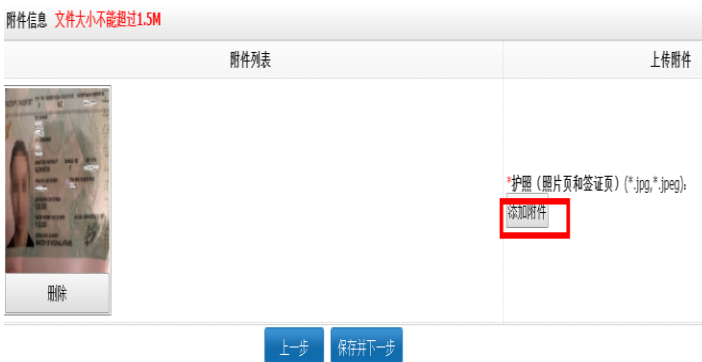 附件信息 文件大小不能超过1.5M
附件列表
上传附件
*护照（照片页和签证页）(*.jpg,*.jpeg):
添加附件
删除
上一步
保存并下一步